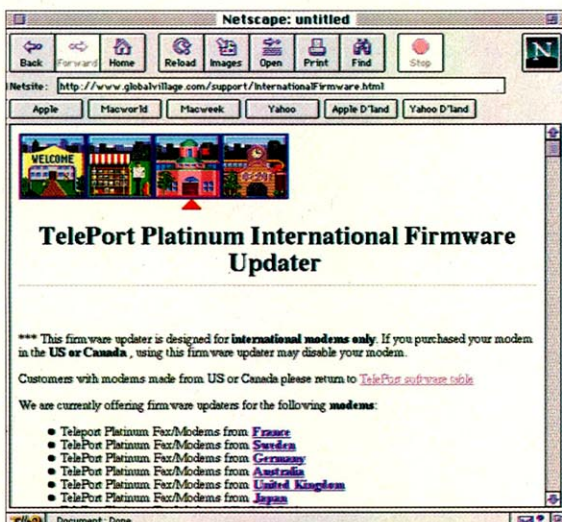 Netscape: untitled
Back Forward Home Reload Images Open Print Find Stop N
Netsite: http://www.globalvillage.com/support/InternationalFirmware.html
Apple Macworld Macweek Yahoo Apple D'land Yahoo D'land
WELCOME
TelePort Platinum International Firmware
Updater
*** This firmware updater is designed for international modems only. If you purchased your modem
in the US or Canada , using this firmware updater may disable your modem.
Customers with modems made from US or Canada please return to TelePort software table
We are currently offering firmware updaters for the following modems:
● Teleport Platinum Fax/Modems from France
● TelePort Platinum Fax/Modems from Sweden
● TelePort Platinum Fax/Modems from Germany
● TelePort Platinum Fax/Modems from Australia
● TelePort Platinum Fax/Modems from United Kingdom
● TelePort Platinum Fax/Modems from Japan
Document: Done